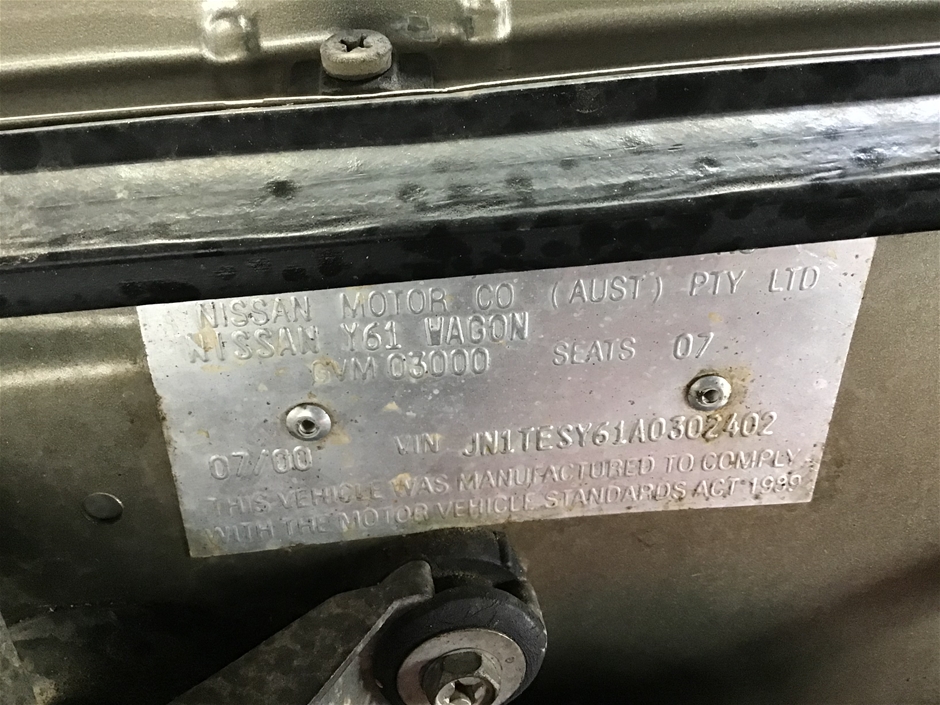 NISSAN MOTOR CO (AUST) PTY LTD
NISSAN Y61 WAGON
GVM 03000 SEATS 07
07/00 VIN JN1TESY61A0302402
THIS VEHICLE WAS MANUFACTURED TO COMPLY
WITH THE MOTOR VEHICLE STANDARDS ACT 1989